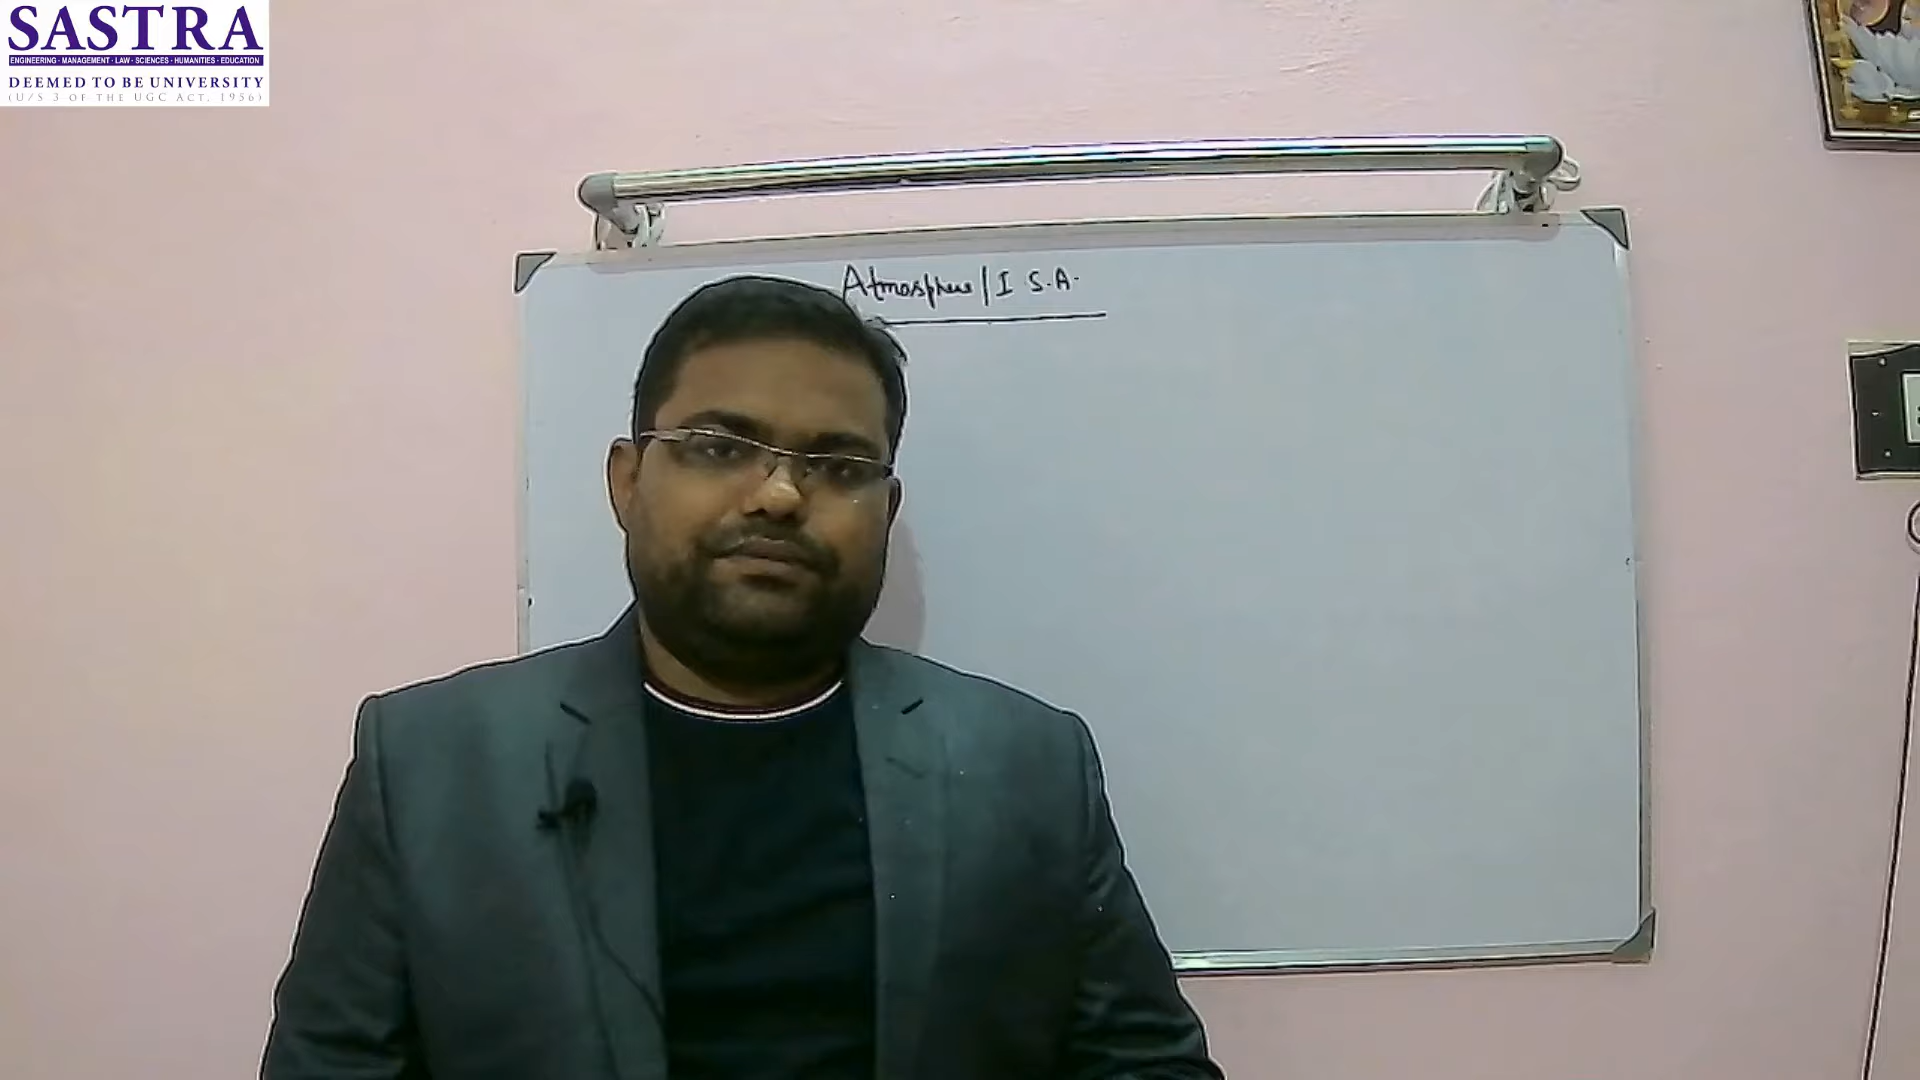 SASTRA
ENGINEERING · MANAGEMENT · LAW · SCIENCES · HUMANITIES · EDUCATION
DEEMED TO BE UNIVERSITY
(U/S 3 OF THE UGC ACT, 1956)
Atmosphere / I S.A.